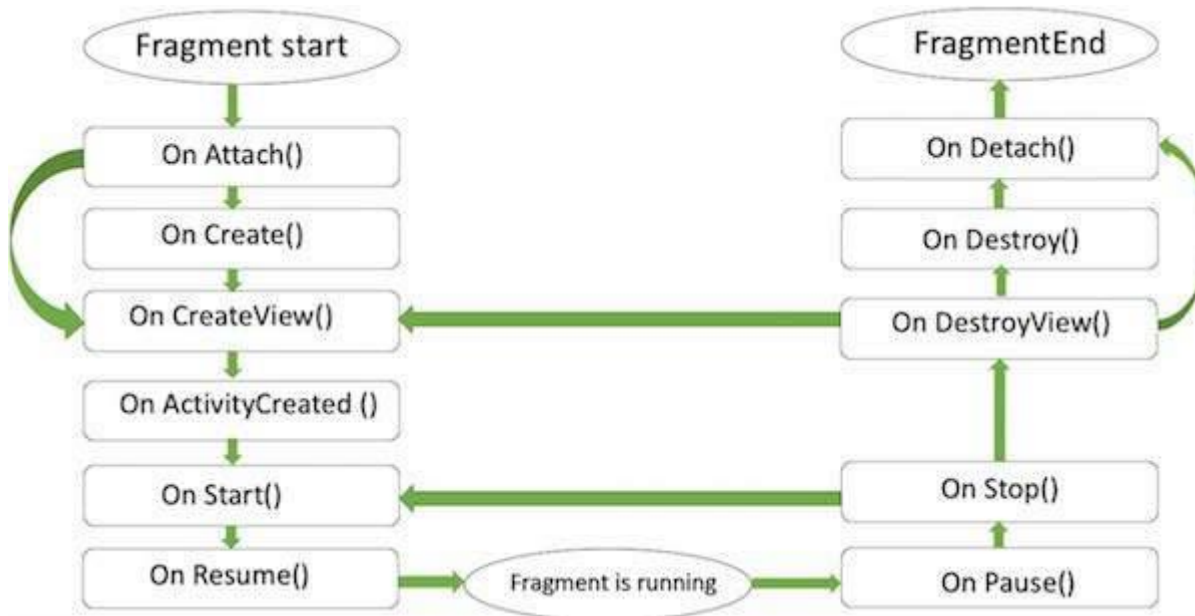 Fragment start
On Attach()
On Create()
On CreateView()
On ActivityCreated ()
On Start()
On Resume()
Fragment is running
On Pause()
On Stop()
On DestroyView()
On Destroy()
On Detach()
FragmentEnd